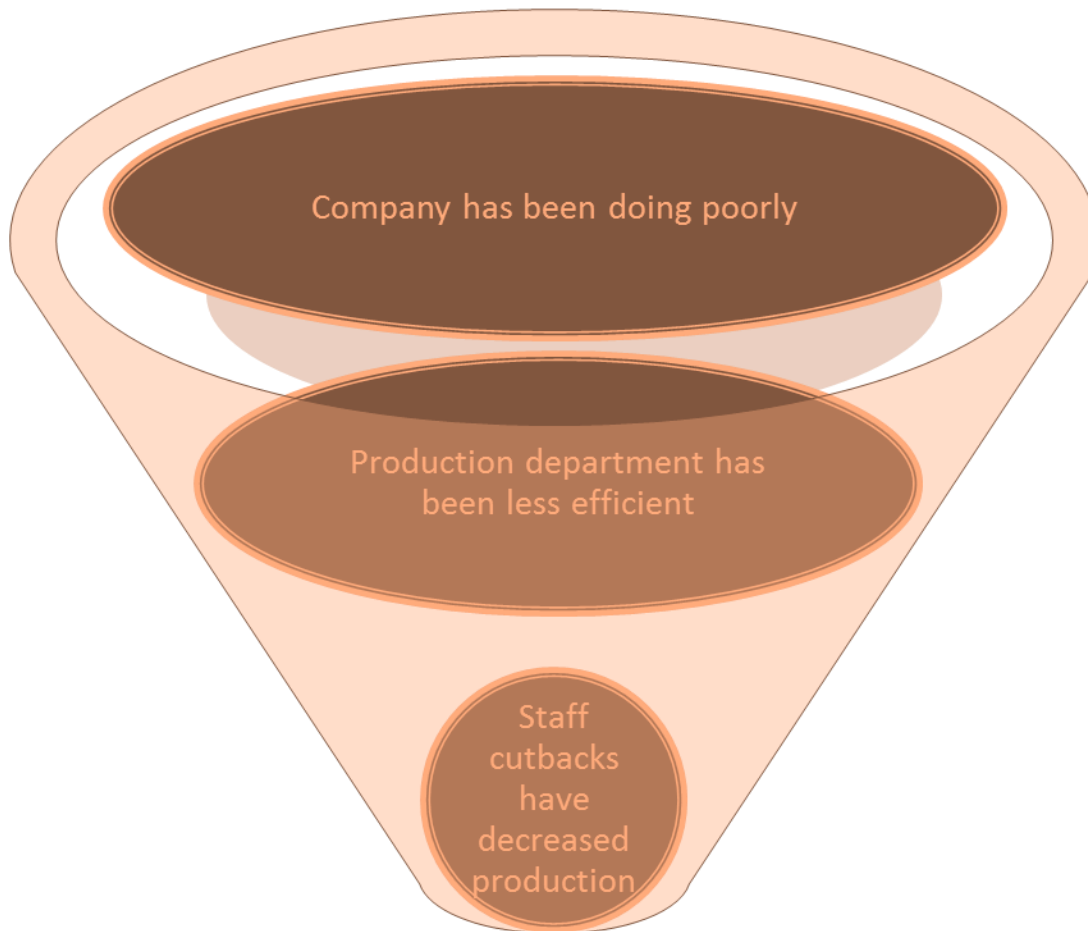 Company has been doing poorly
Production department has
been less efficient
Staff
cutbacks
have
decreased
production